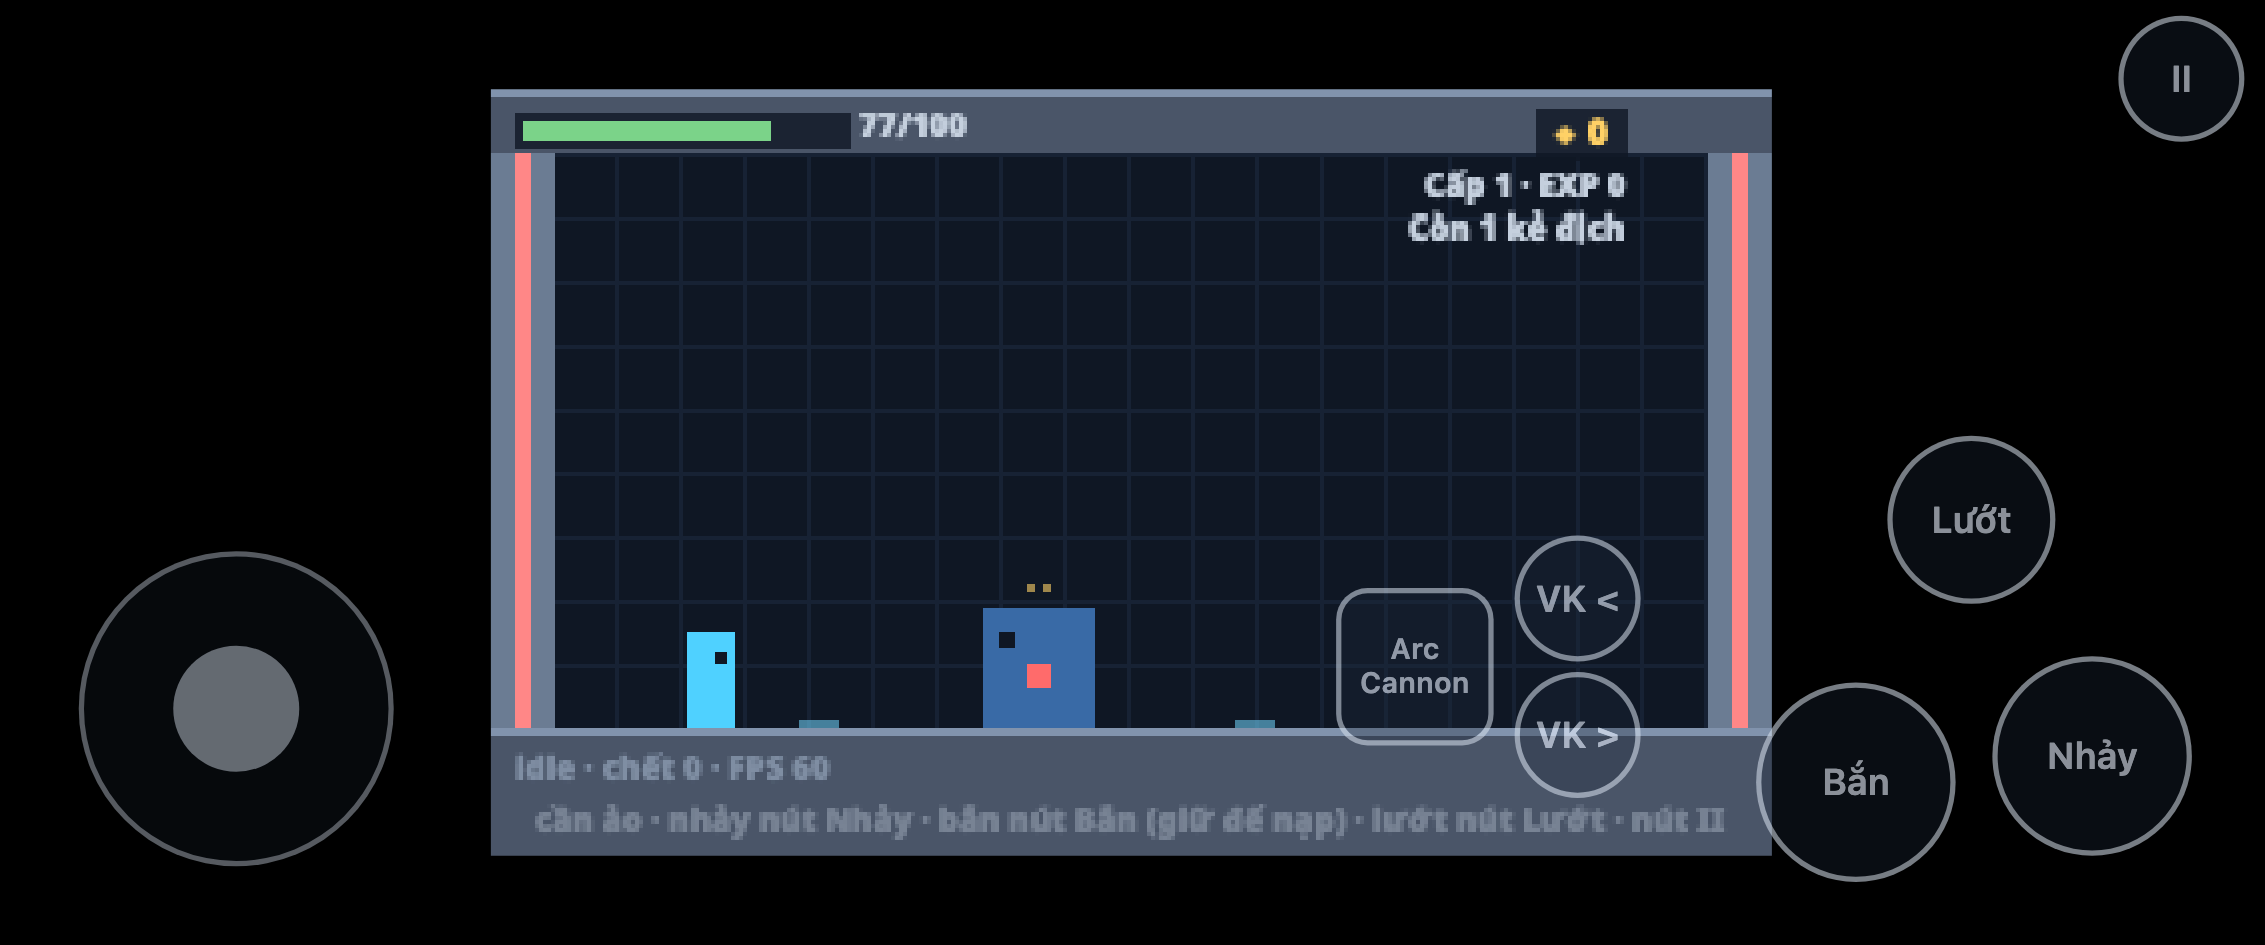 II
77/100
✦ 0
Cấp 1 · EXP 0
Còn 1 kẻ địch
Lướt
VK <
Arc
Cannon
VK >
Bắn
Nhảy
Idle · chết 0 · FPS 60
cần ảo · nhảy nút Nhảy · bắn nút Bắn (giữ để nạp) · lướt nút Lướt · nút II